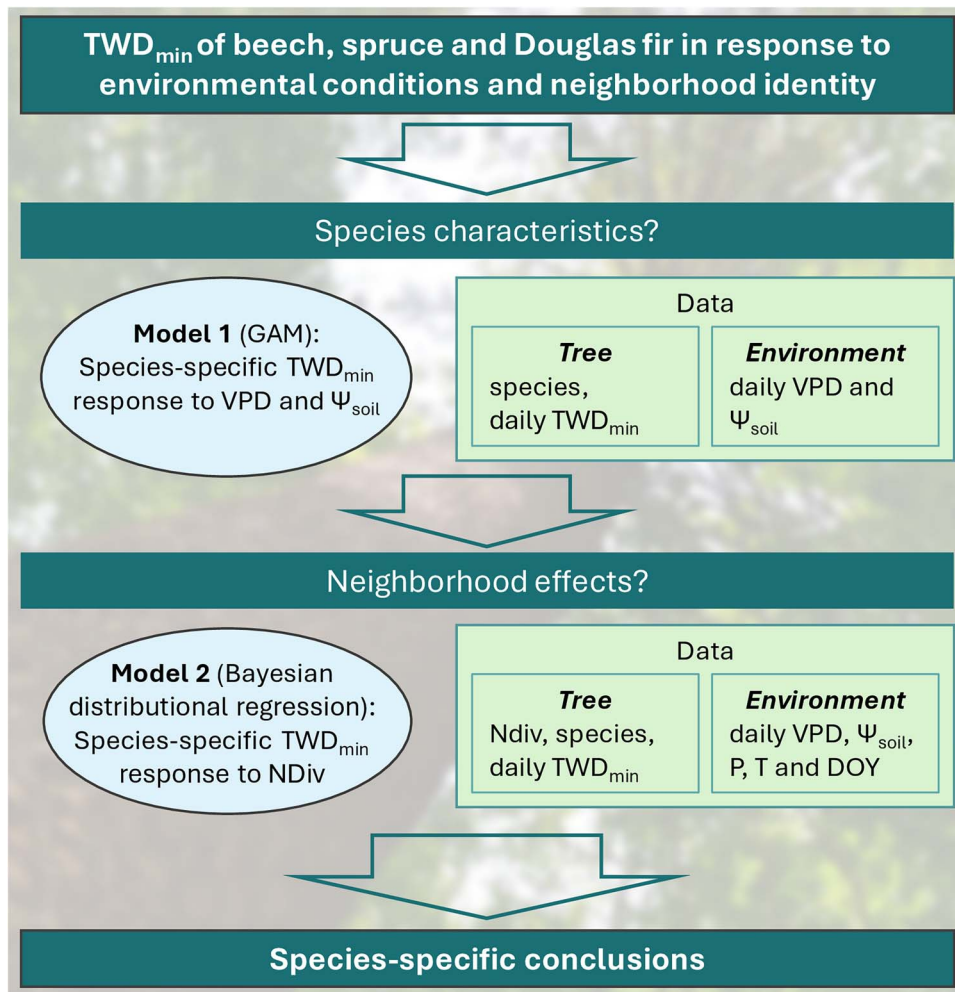 TWDmin of beech, spruce and Douglas fir in response to
environmental conditions and neighborhood identity
Species characteristics?
Model 1 (GAM):
Species-specific TWDmin
response to VPD and Ψsoil
Data
Tree
species,
daily TWDmin
Environment
daily VPD and
Ψsoil
Neighborhood effects?
Model 2 (Bayesian
distributional regression):
Species-specific TWDmin
response to NDiv
Data
Tree
Ndiv, species,
daily TWDmin
Environment
daily VPD, Ψsoil,
P, T and DOY
Species-specific conclusions